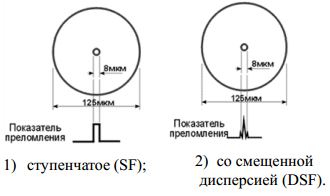 8мкм
125мкм
Показатель
преломления
1) ступенчатое (SF);
8мкм
125мкм
Показатель
преломления
2) со смещенной
дисперсией (DSF).